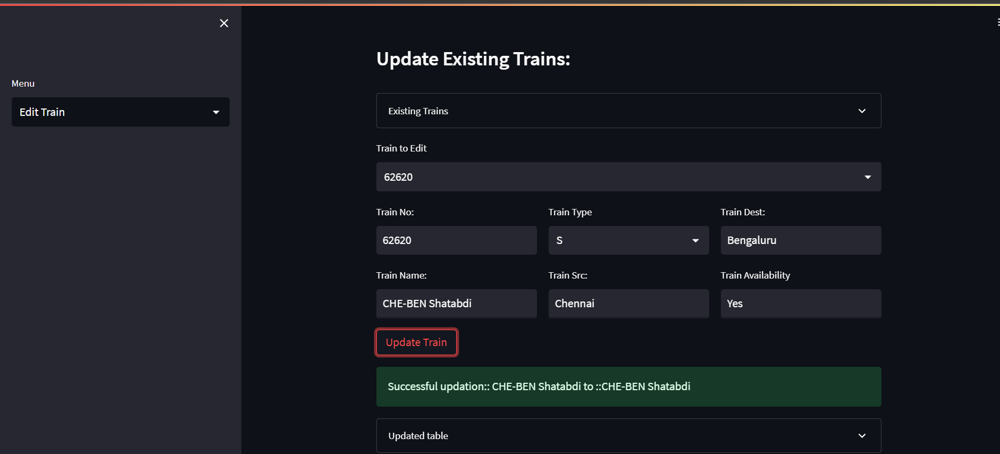 Menu
Edit Train
Update Existing Trains:
Existing Trains
Train to Edit
62620
Train No:
Train Type
Train Dest:
62620
S
Bengaluru
Train Name:
Train Src:
Train Availability
CHE-BEN Shatabdi
Chennai
Yes
Update Train
Successful updation:: CHE-BEN Shatabdi to ::CHE-BEN Shatabdi
Updated table